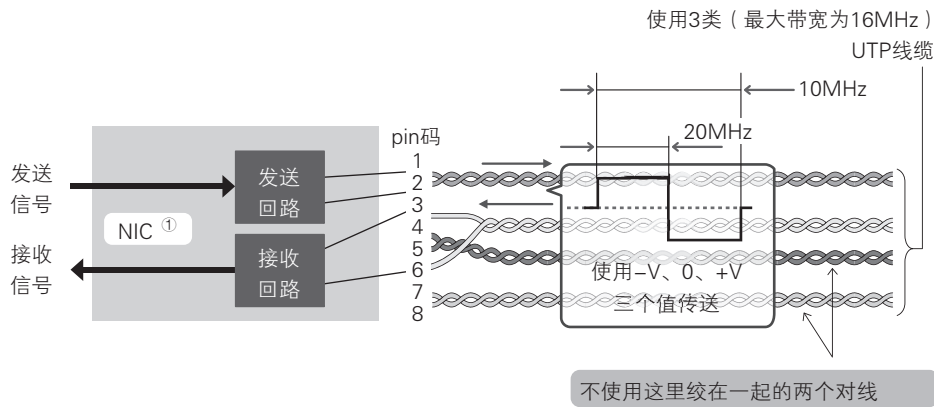 使用3类（最大带宽为16MHz）
UTP线缆
10MHz
20MHz
pin码
1
2
3
4
5
6
7
8
发送
信号
发送
回路
NIC ①
接收
信号
接收
回路
使用–V、0、+V
三个值传送
不使用这里绞在一起的两个对线